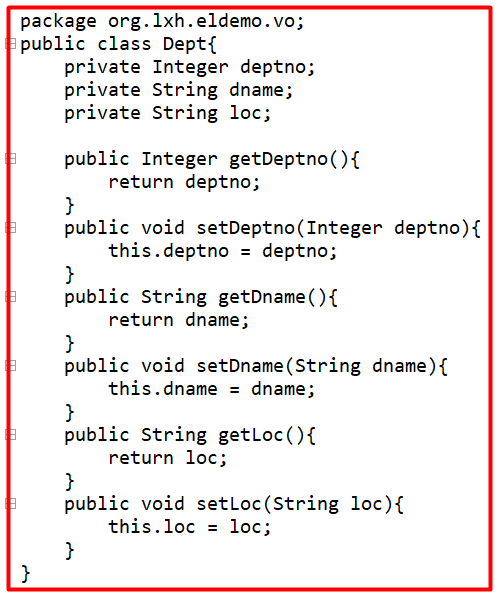 package org.lxh.eldemo.vo;
public class Dept{
    private Integer deptno;
    private String dname;
    private String loc;

    public Integer getDeptno(){
        return deptno;
    }
    public void setDeptno(Integer deptno){
        this.deptno = deptno;
    }
    public String getDname(){
        return dname;
    }
    public void setDname(String dname){
        this.dname = dname;
    }
    public String getLoc(){
        return loc;
    }
    public void setLoc(String loc){
        this.loc = loc;
    }
}